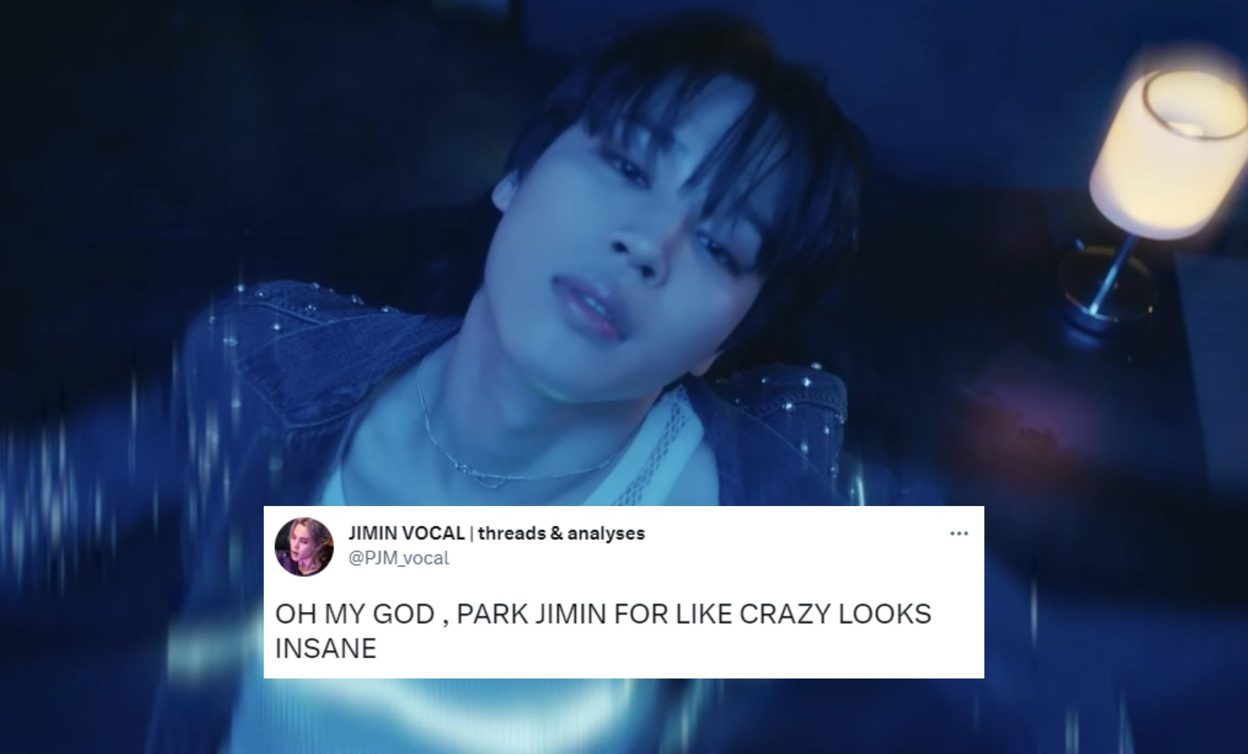 JIMIN VOCAL | threads & analyses
@PJM_vocal
OH MY GOD , PARK JIMIN FOR LIKE CRAZY LOOKS
INSANE